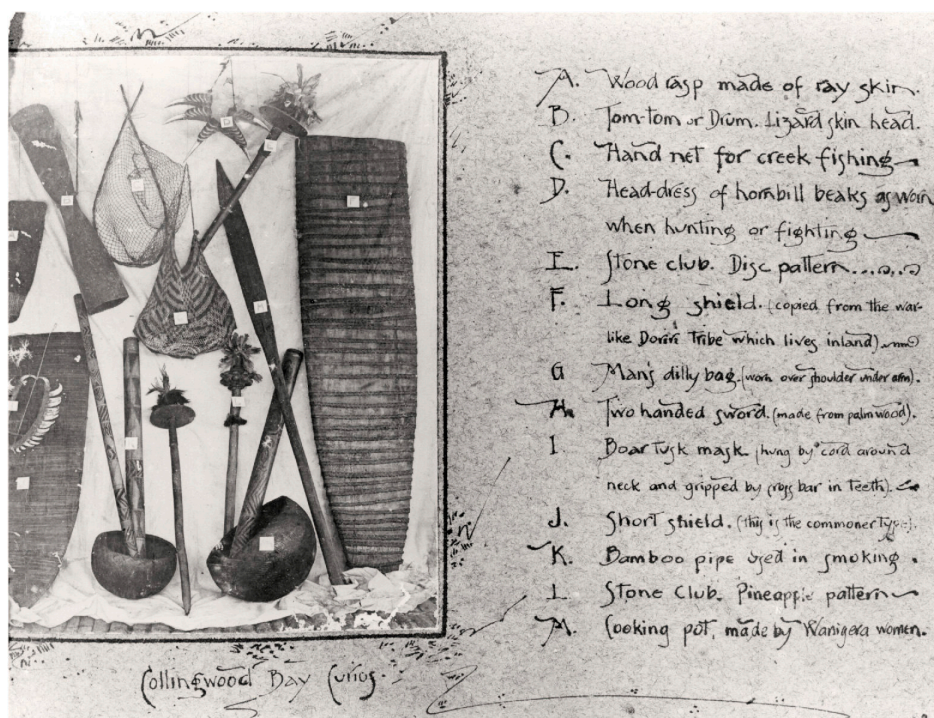 A. Wood rasp made of ray skin.
B. Tom-tom or Drum. Lizard skin head.
C. Hand net for creek fishing
D. Head-dress of hornbill beaks as worn
when hunting or fighting
E. Stone club. Disc pattern....
F. Long shield. (copied from the war-
like Doriri Tribe which lives inland)
G Man's dilly bag. (worn over shoulder under arm).
H. Two handed sword. (made from palm wood).
I. Boar Tusk mask. (hung by cord around
neck and gripped by cross bar in Teeth).
J. Short shield. (this is the commoner Type).
K. Bamboo pipe used in smoking.
L. Stone Club. Pineapple pattern
M. Cooking pot, made by Wanigera women.
Collingwood Bay Curios.